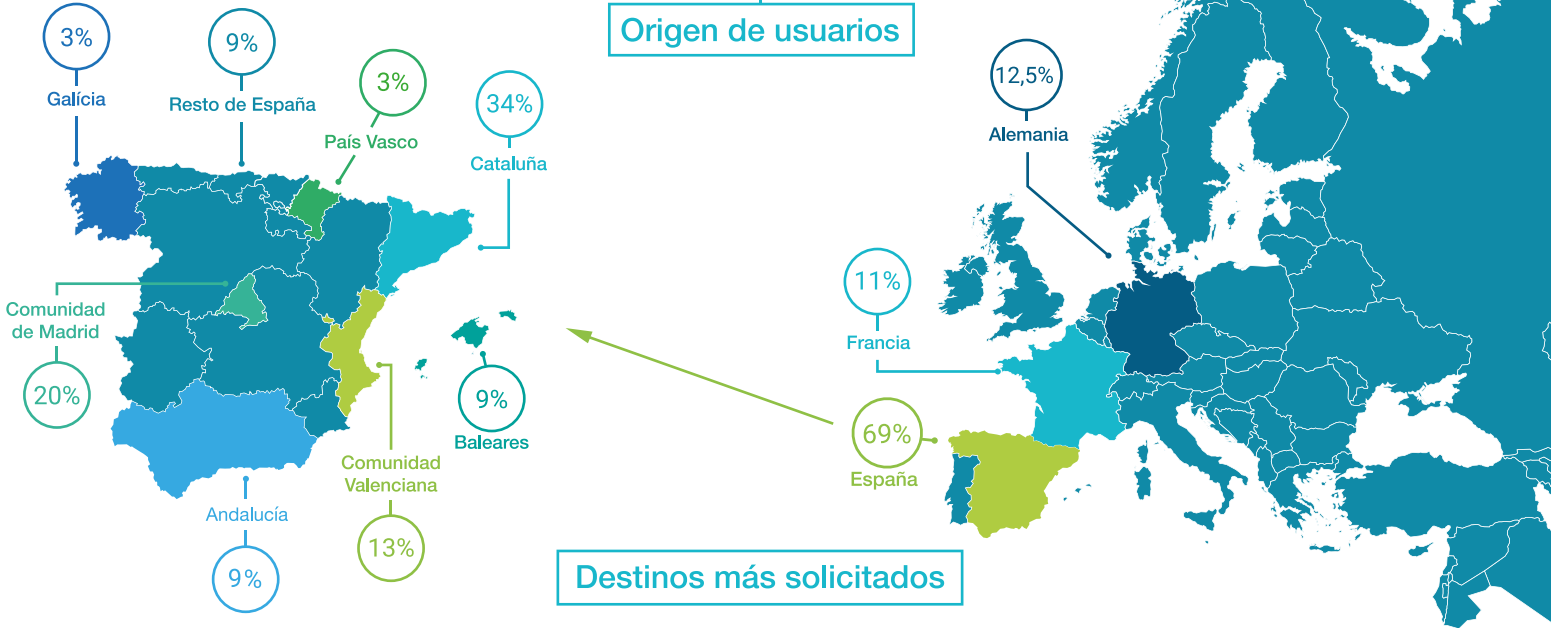 Origen de usuarios
3%
Galícia
9%
Resto de España
3%
País Vasco
34%
Cataluña
Comunidad
de Madrid
20%
9%
Baleares
Comunidad
Valenciana
13%
Andalucía
9%
12,5%
Alemania
11%
Francia
69%
España
Destinos más solicitados